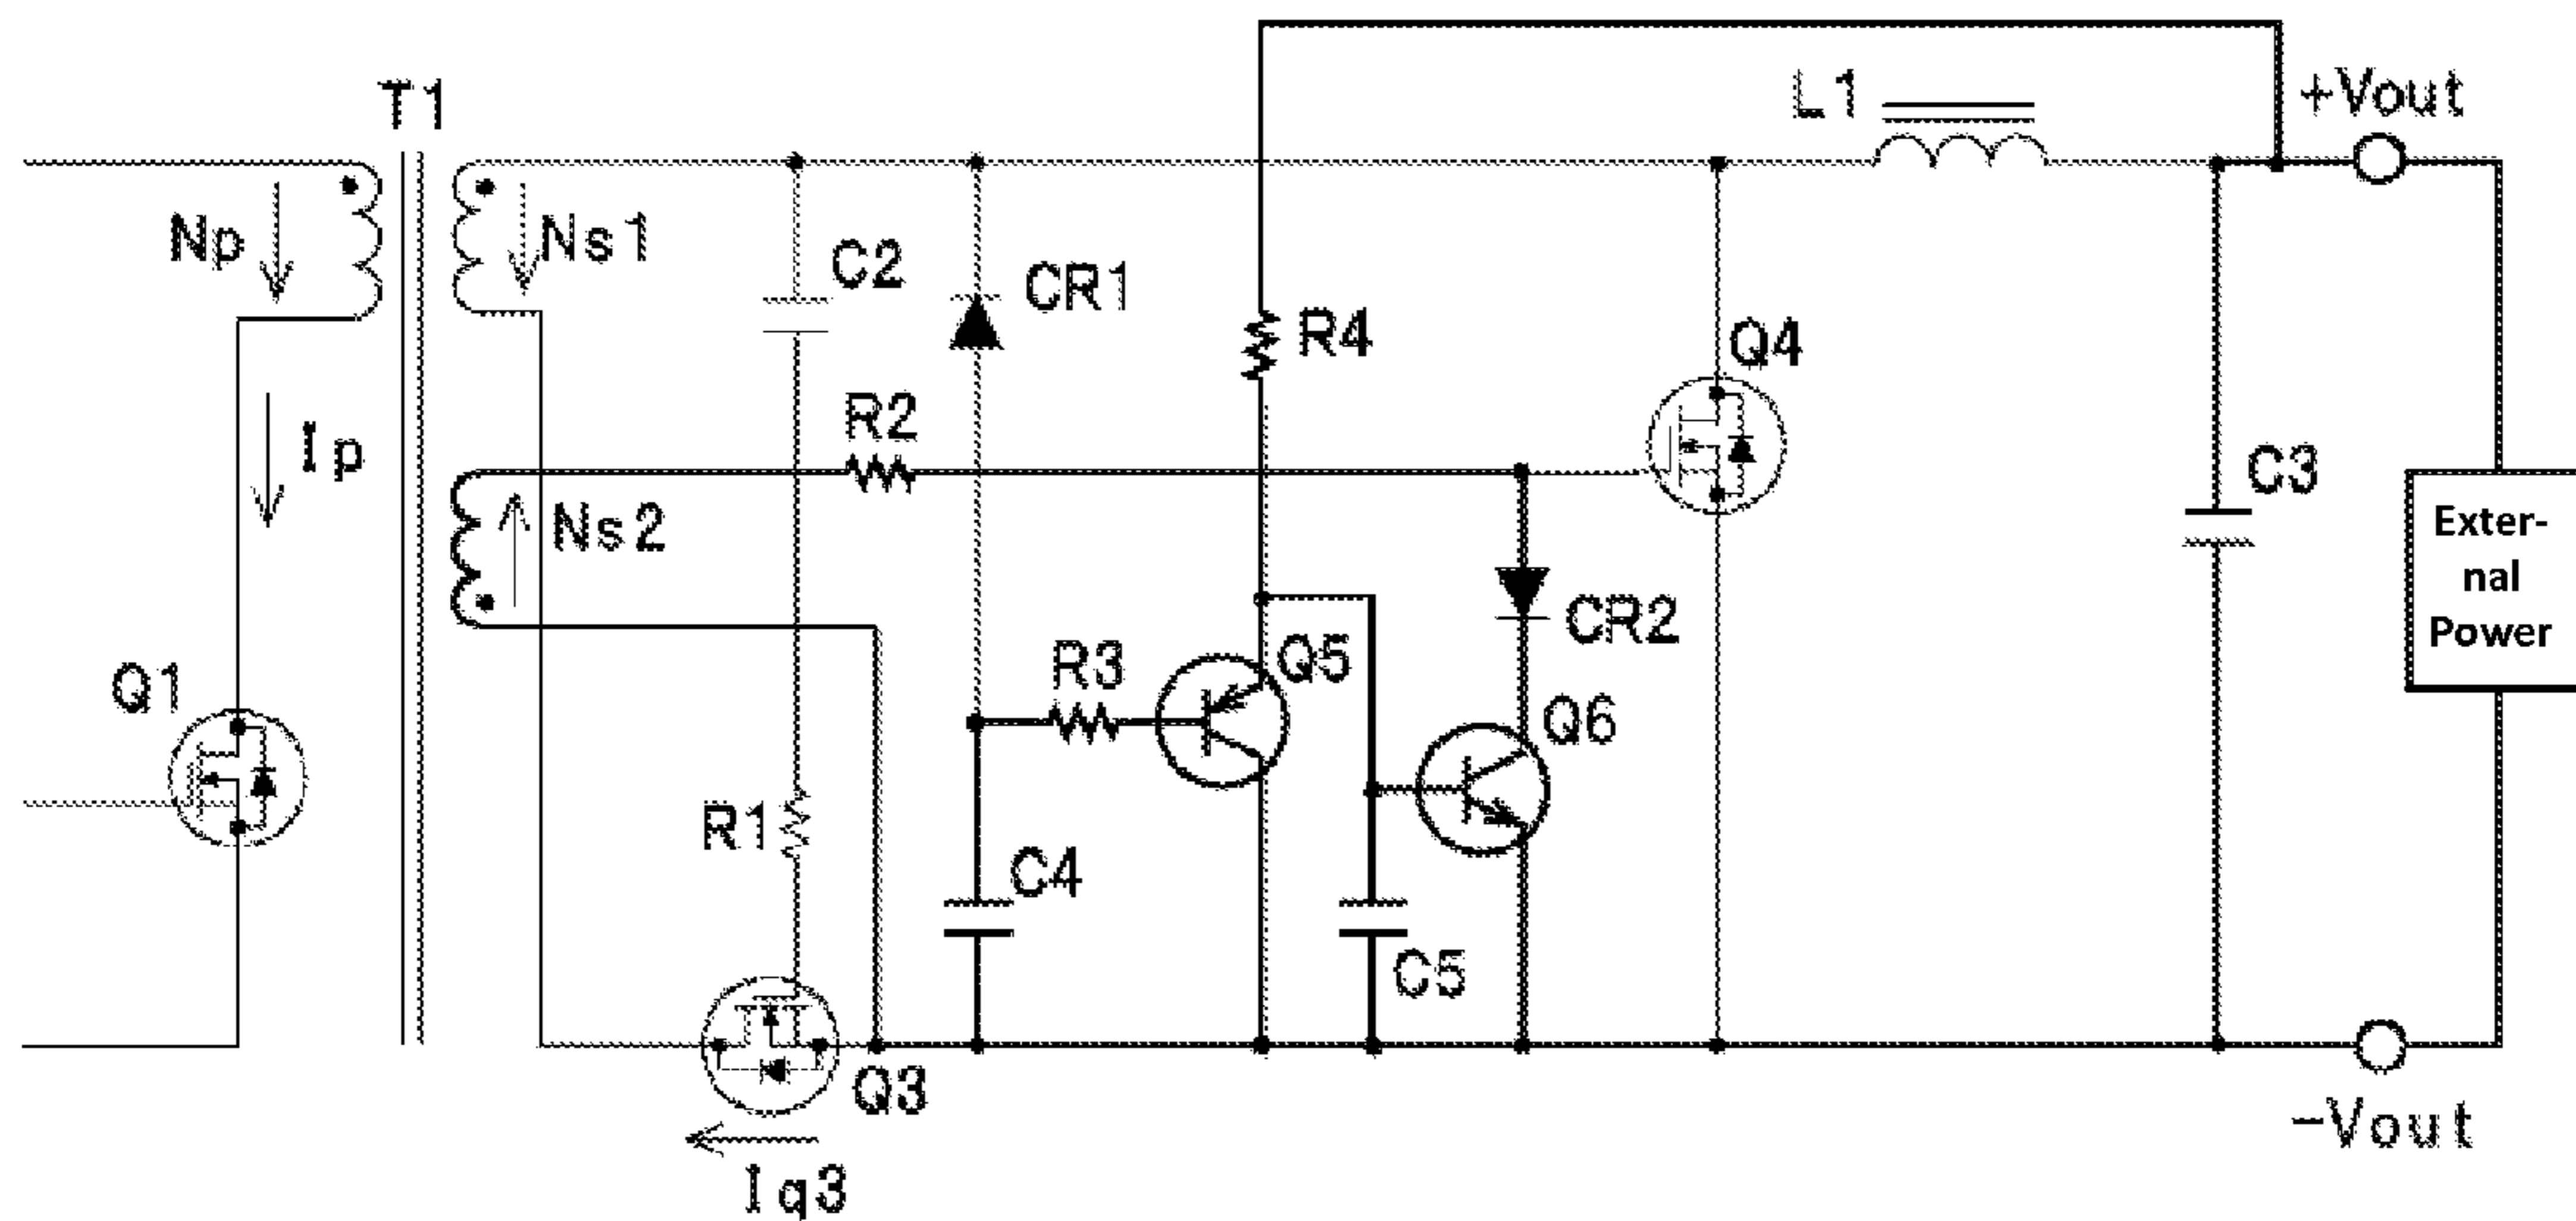 T1
L1
+Vout
Np
Ns1
C2
CR1
R4
Q4
Ip
R2
C3
Ns2
Exter-
nal
Power
CR2
Q1
R3
Q5
Q6
R1
C4
C5
Q3
-Vout
Iq3